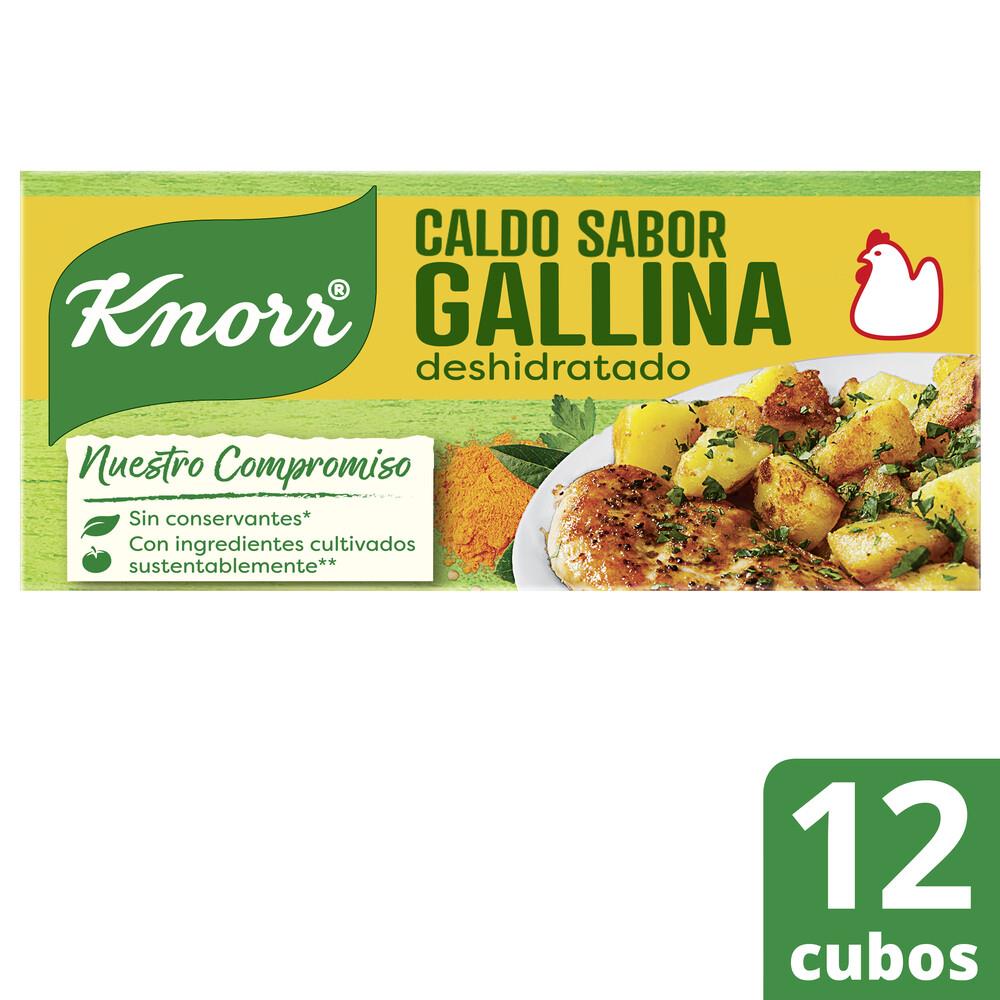 Knorr®
CALDO SABOR
GALLINA
deshidratado
Nuestro Compromiso
Sin conservantes*
Con ingredientes cultivados
sustentablemente**
12
cubos